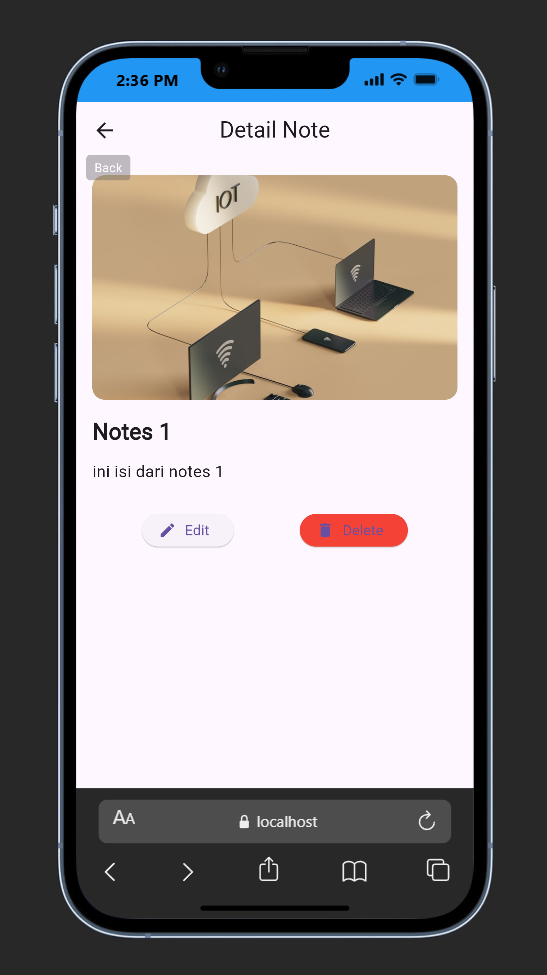 2:36 PM
Detail Note
Back
IOT
Notes 1
ini isi dari notes 1
Edit
Delete
AA
localhost